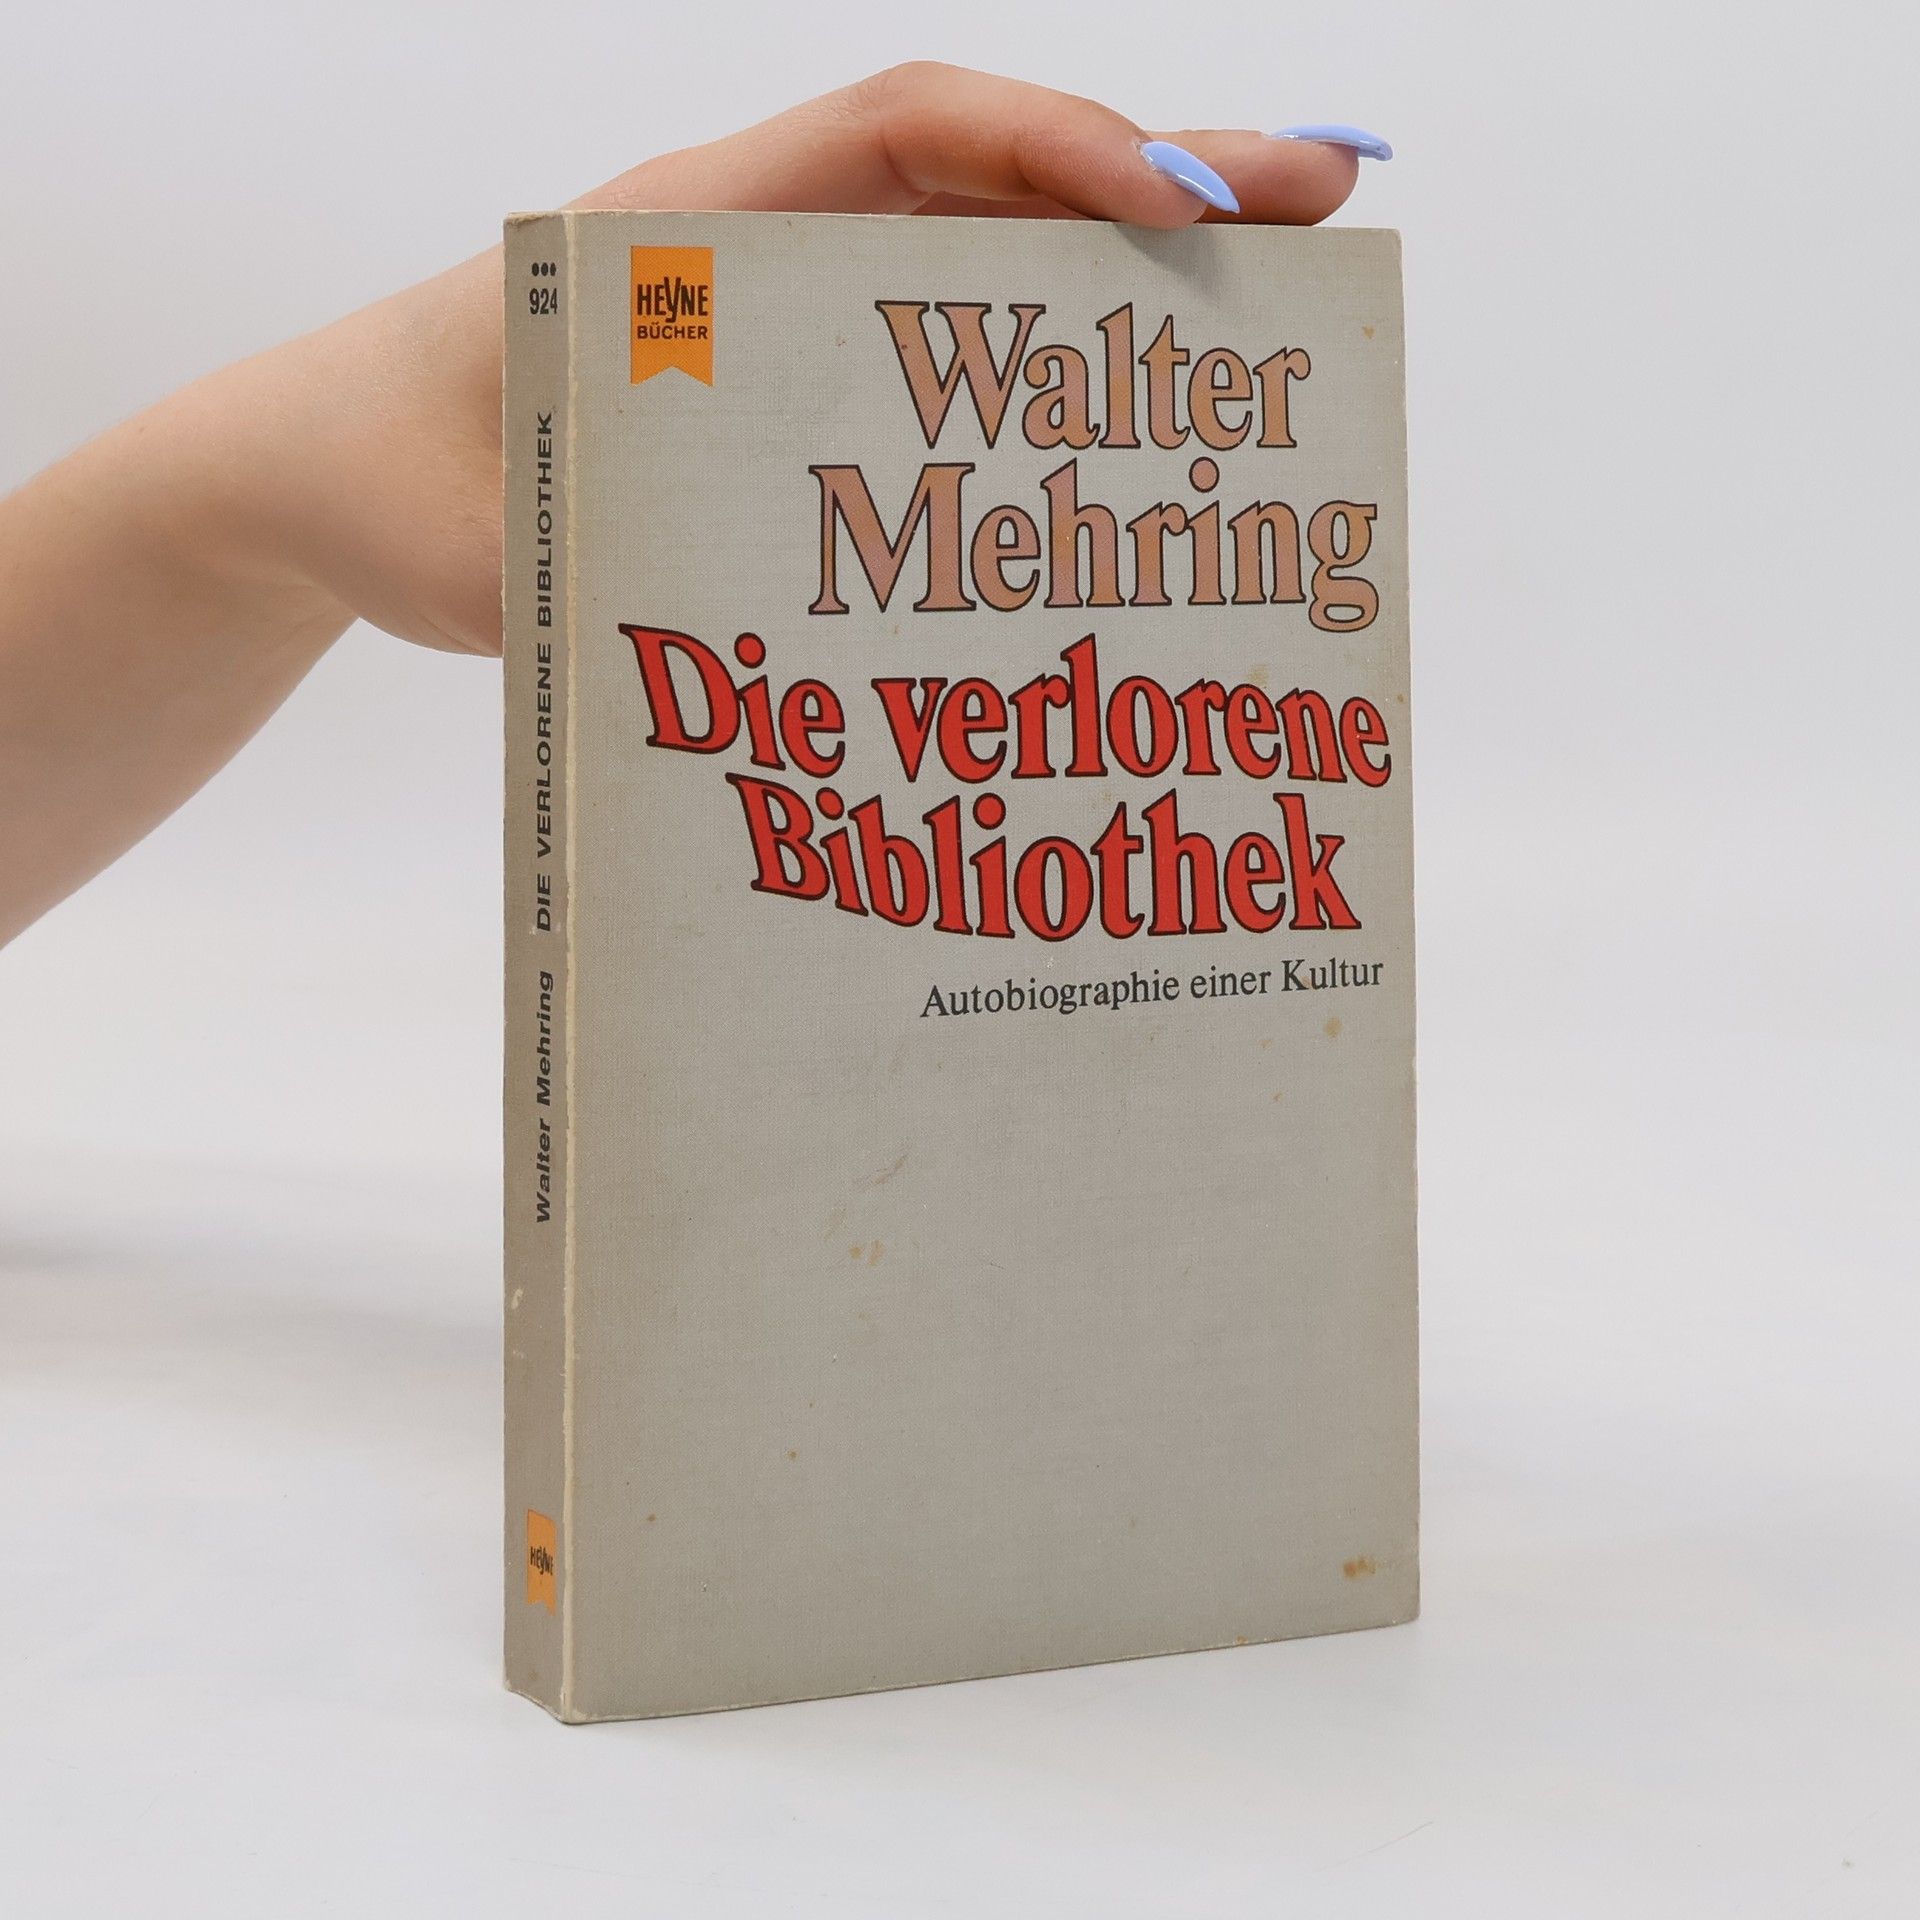 ●●●
924
Walter Mehring DIE VERLORENE BIBLIOTHEK
HEYNE
HEYNE
BÜCHER
Walter
Mehring
Die verlorene
Bibliothek
Autobiographie einer Kultur